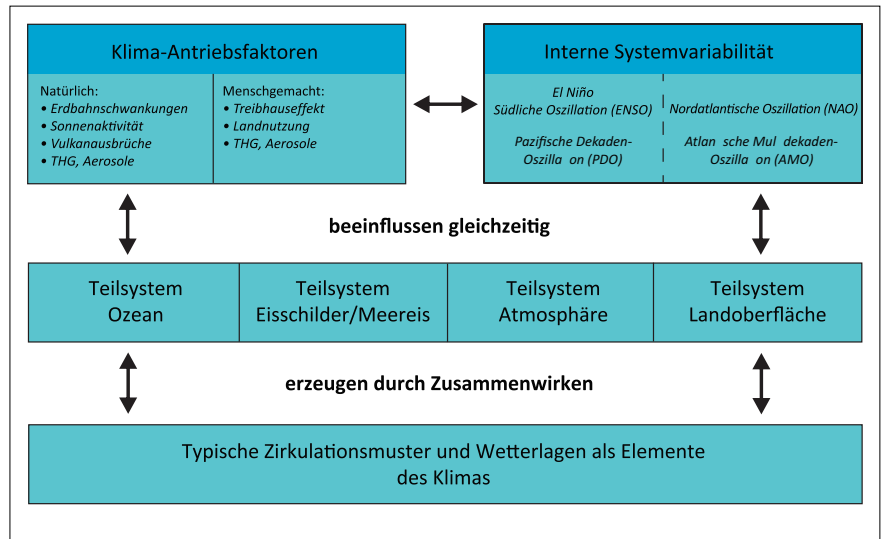 Klima-Antriebsfaktoren
Natürlich:
• Erdbahnschwankungen
• Sonnenaktivität
• Vulkanausbrüche
• THG, Aerosole
Menschgemacht:
• Treibhauseffekt
• Landnutzung
• THG, Aerosole
Interne Systemvariabilität
El Niño
Südliche Oszillation (ENSO)
Nordatlantische Oszillation (NAO)
Pazifische Dekaden-
Oszilla on (PDO)
Atlan sche Mul dekaden-
Oszilla on (AMO)
beeinflussen gleichzeitig
Teilsystem
Ozean
Teilsystem
Eisschilder/Meereis
Teilsystem
Atmosphäre
Teilsystem
Landoberfläche
erzeugen durch Zusammenwirken
Typische Zirkulationsmuster und Wetterlagen als Elemente
des Klimas